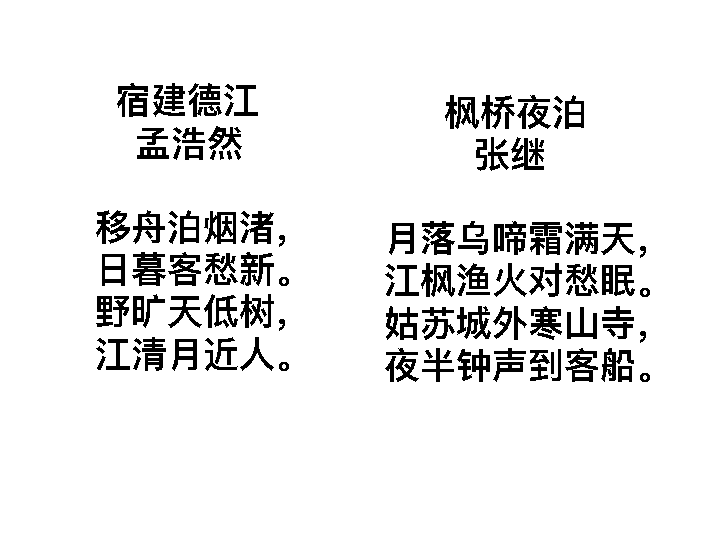 宿建德江
孟浩然
移舟泊烟渚，
日暮客愁新。
野旷天低树，
江清月近人。
枫桥夜泊
张继
月落乌啼霜满天，
江枫渔火对愁眠。
姑苏城外寒山寺，
夜半钟声到客船。